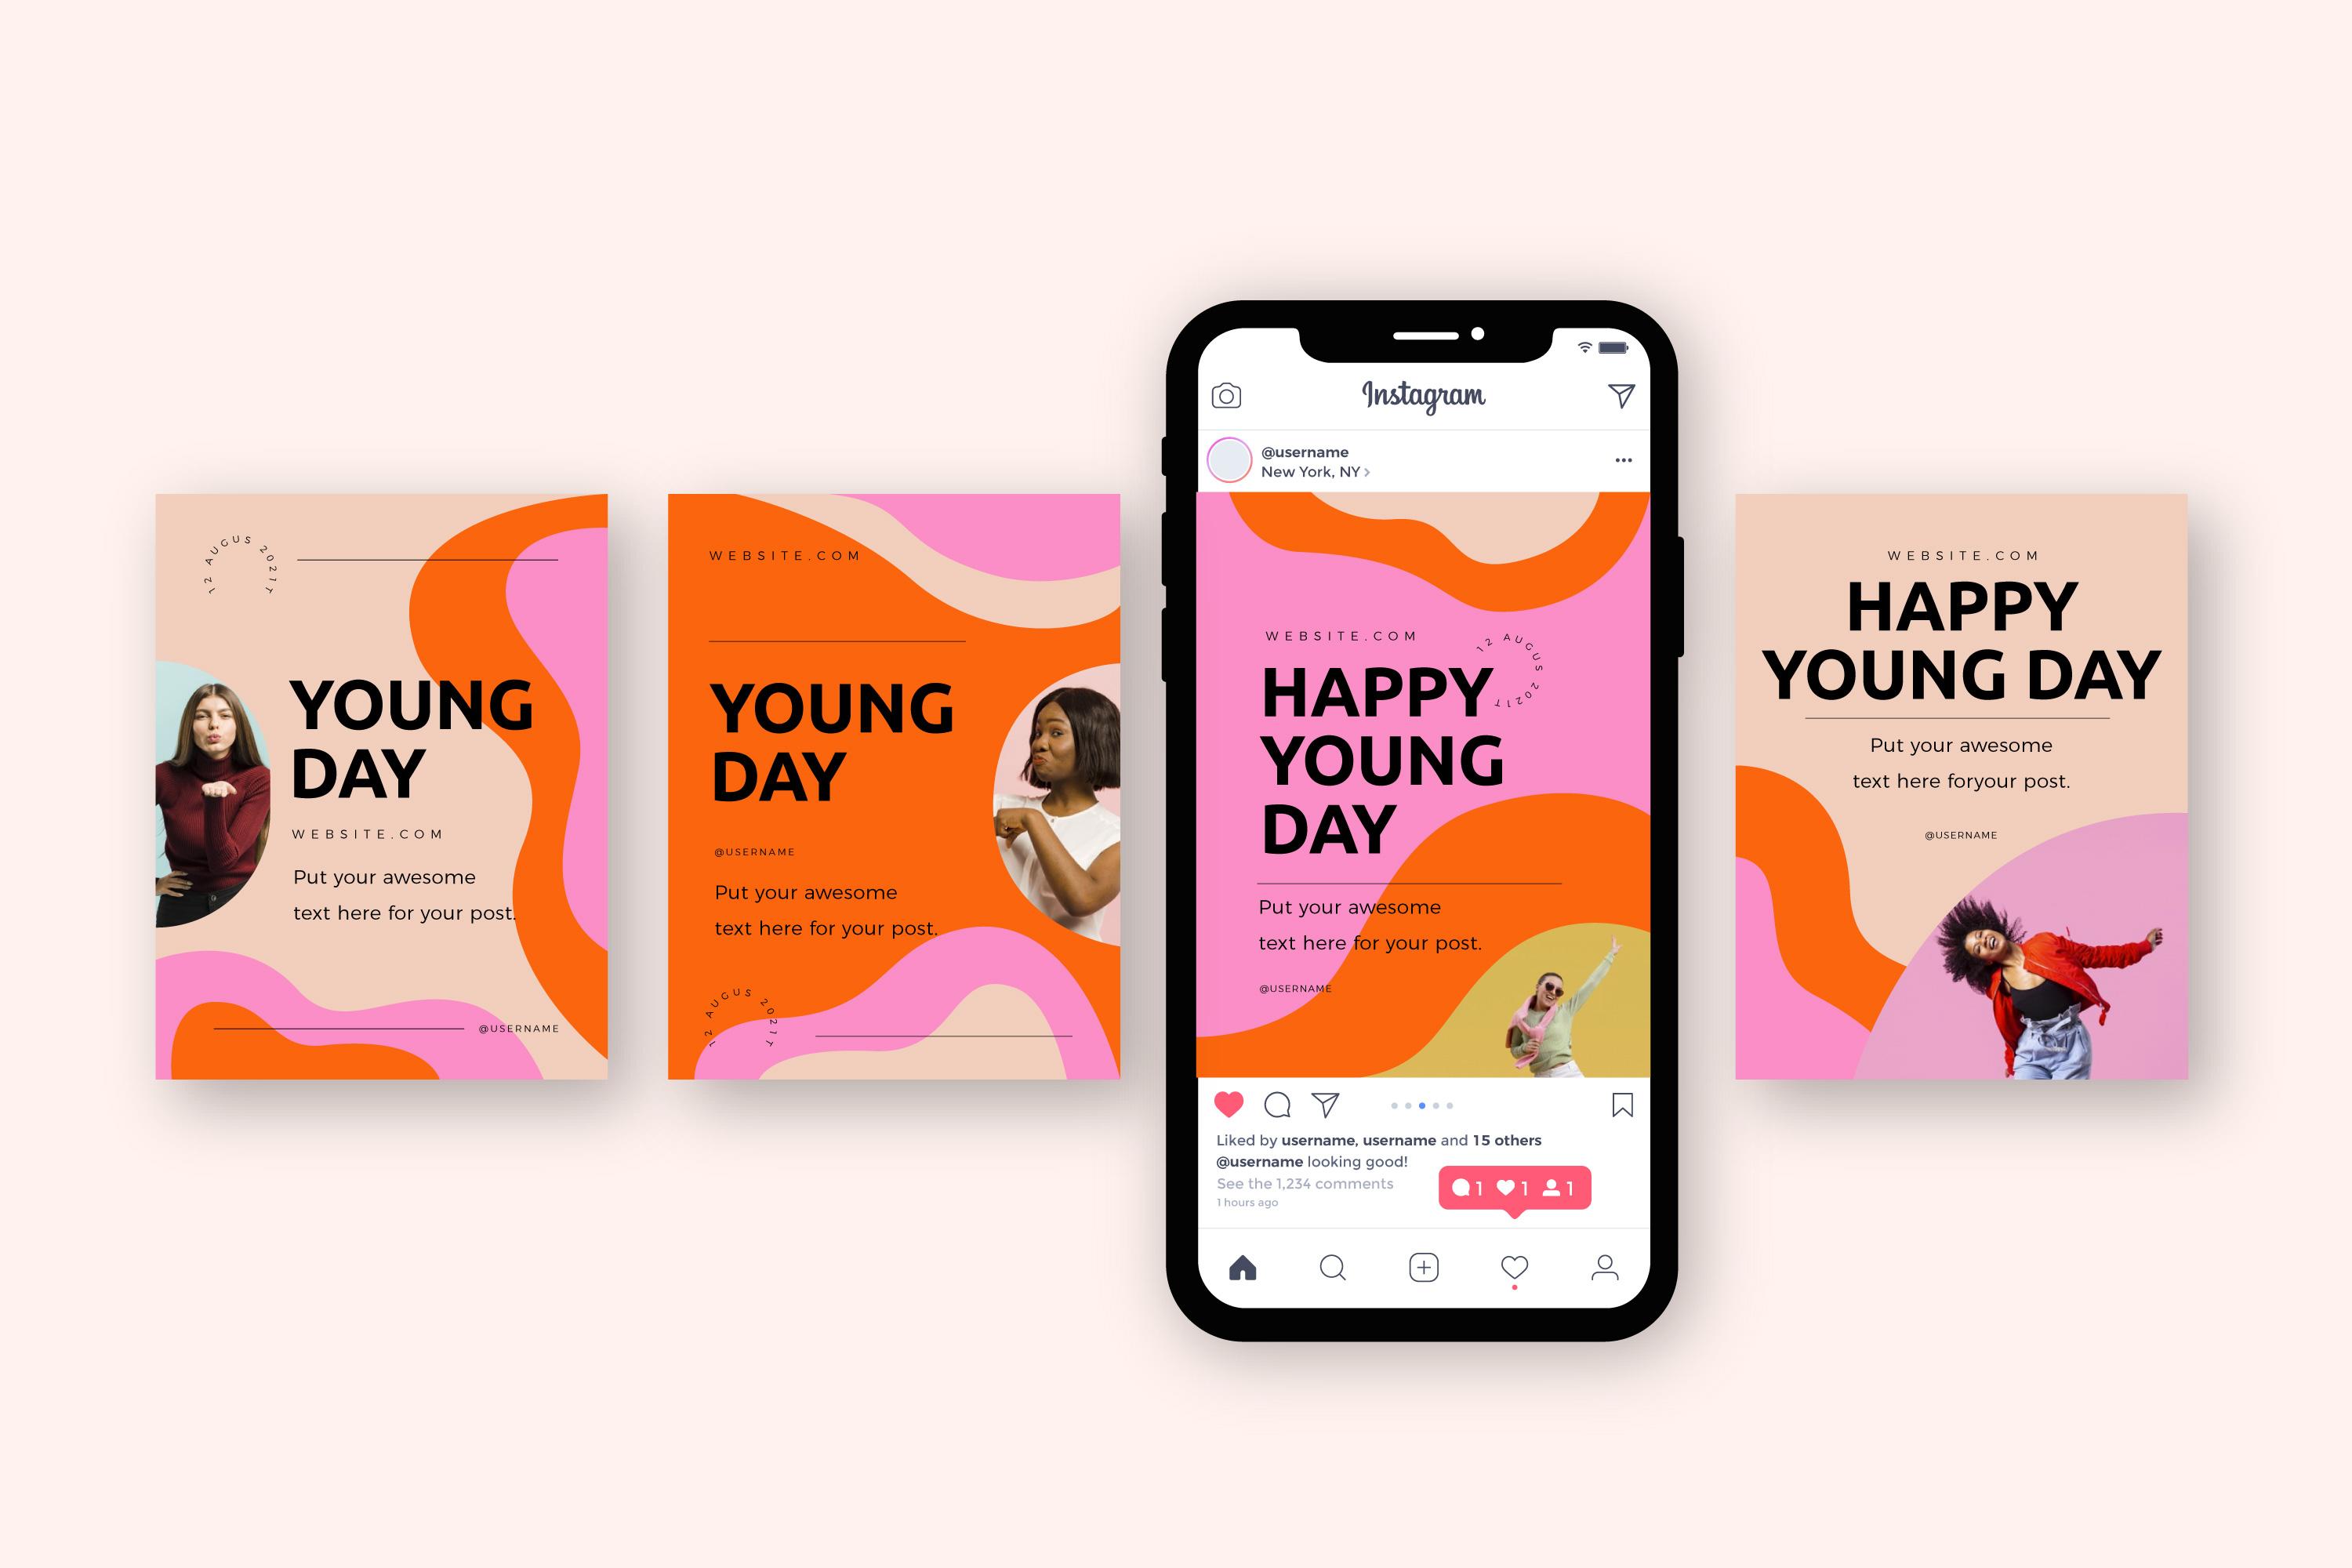 12 AUGUS 2021T
YOUNG
DAY
WEBSITE.COM
Put your awesome
text here for your post.
@USERNAME
WEBSITE.COM
YOUNG
DAY
@USERNAME
Put your awesome
text here for your post.
12 AUGUS 2021T
Instagram
@username
New York, NY >
WEBSITE.COM
12 AUGUS 2021T
HAPPY
YOUNG
DAY
Put your awesome
text here for your post.
@USERNAME
Liked by username, username and 15 others
@username looking good!
See the 1,234 comments
1 hours ago
1 1 1
WEBSITE.COM
HAPPY
YOUNG DAY
Put your awesome
text here foryour post.
@USERNAME